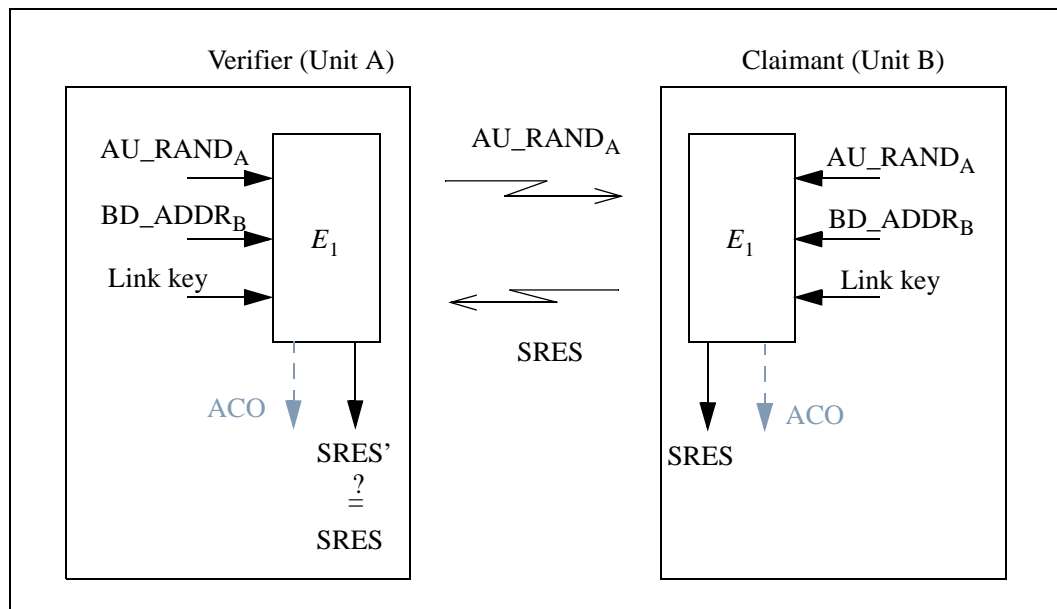 Verifier (Unit A)
Claimant (Unit B)
AU_RAND_A
BD_ADDR_B
Link key
E_1
ACO
SRES’
?
=
SRES
AU_RAND_A
SRES
E_1
AU_RAND_A
BD_ADDR_B
Link key
SRES
ACO